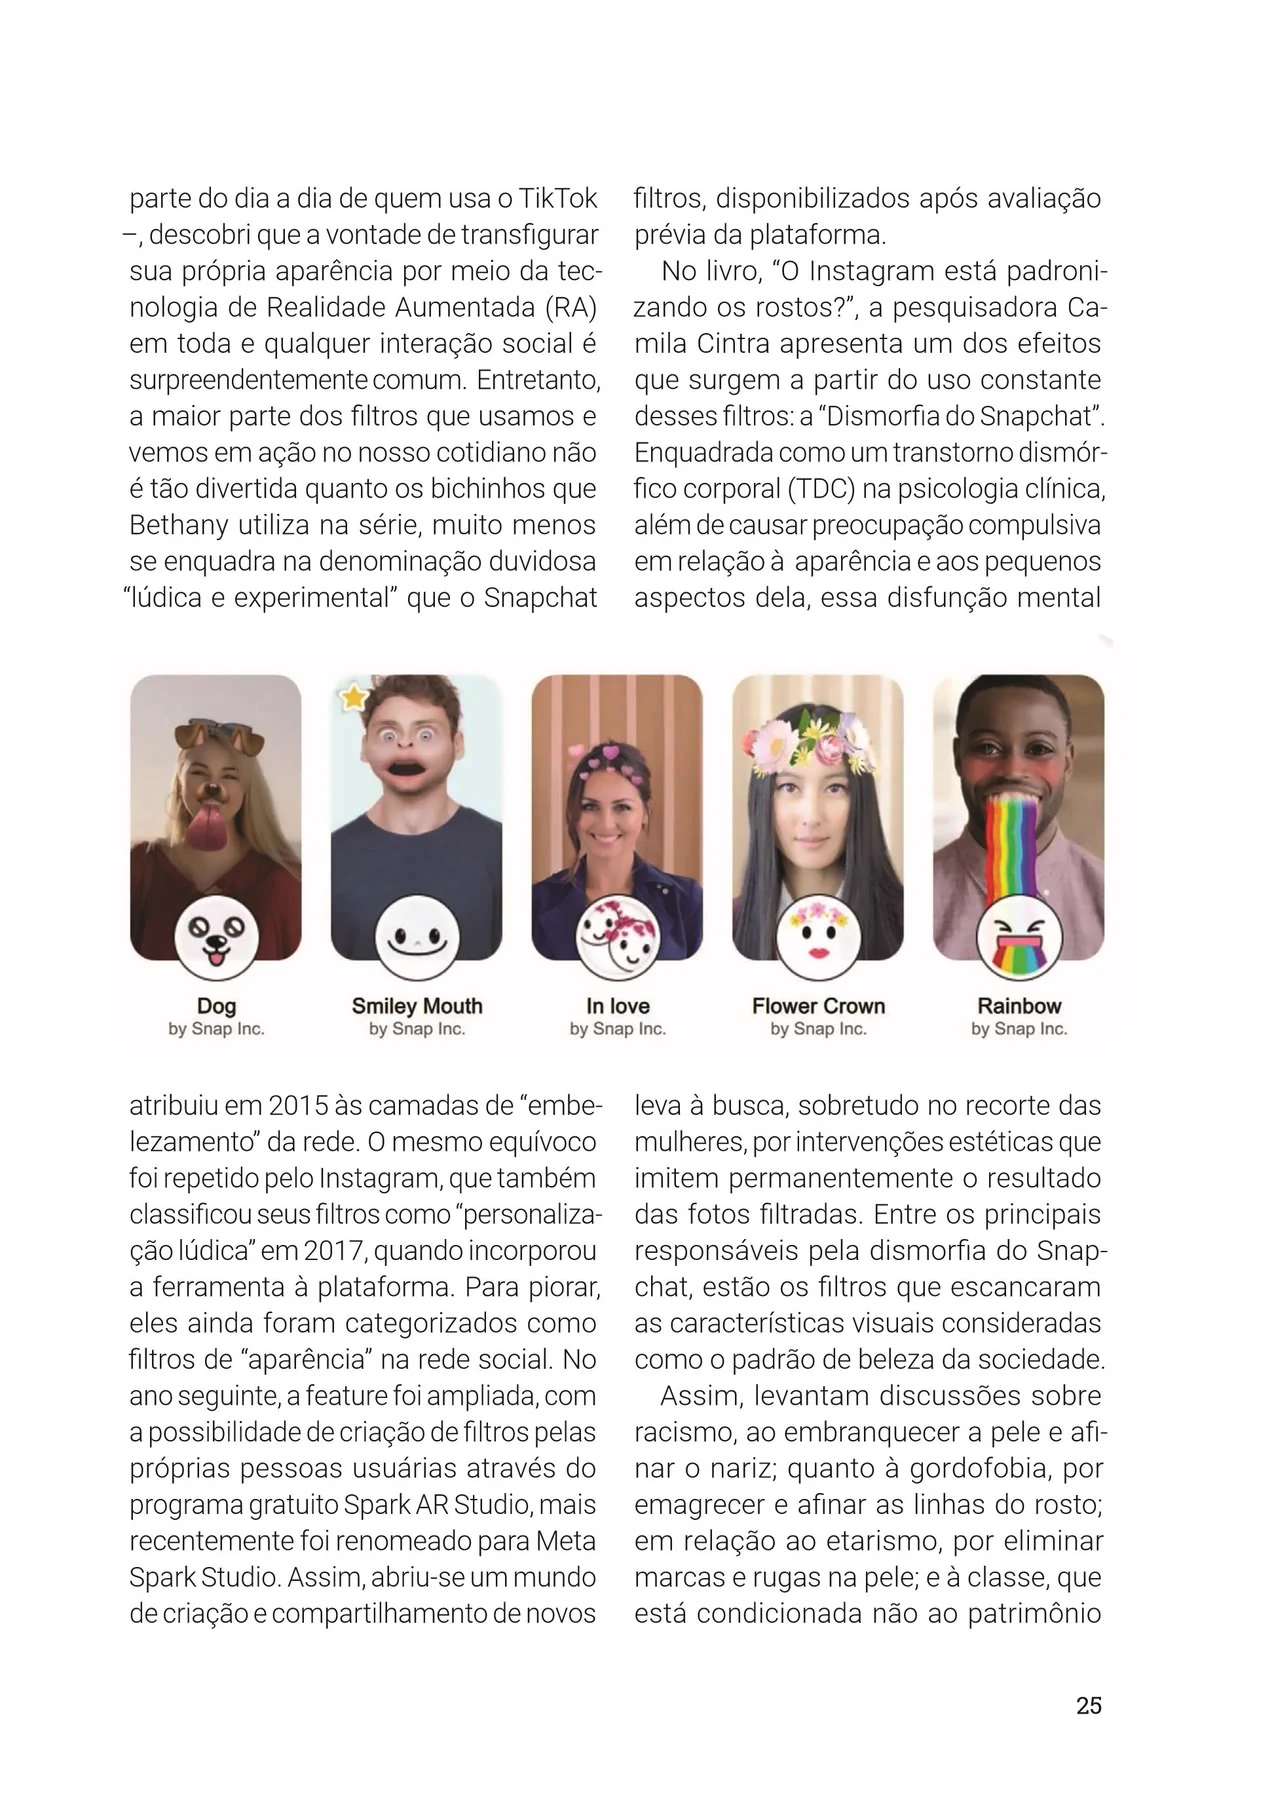 parte do dia a dia de quem usa o TikTok
–, descobri que a vontade de transfigurar
sua própria aparência por meio da tec-
nologia de Realidade Aumentada (RA)
em toda e qualquer interação social é
surpreendentemente comum. Entretanto,
a maior parte dos filtros que usamos e
vemos em ação no nosso cotidiano não
é tão divertida quanto os bichinhos que
Bethany utiliza na série, muito menos
se enquadra na denominação duvidosa
“lúdica e experimental” que o Snapchat
atribuiu em 2015 às camadas de “embe-
lezamento” da rede. O mesmo equívoco
foi repetido pelo Instagram, que também
classificou seus filtros como “personaliza-
ção lúdica” em 2017, quando incorporou
a ferramenta à plataforma. Para piorar,
eles ainda foram categorizados como
filtros de “aparência” na rede social. No
ano seguinte, a feature foi ampliada, com
a possibilidade de criação de filtros pelas
próprias pessoas usuárias através do
programa gratuito Spark AR Studio, mais
recentemente foi renomeado para Meta
Spark Studio. Assim, abriu-se um mundo
de criação e compartilhamento de novos
filtros, disponibilizados após avaliação
prévia da plataforma.
No livro, “O Instagram está padroni-
zando os rostos?”, a pesquisadora Ca-
mila Cintra apresenta um dos efeitos
que surgem a partir do uso constante
desses filtros: a “Dismorfia do Snapchat”.
Enquadrada como um transtorno dismór-
fico corporal (TDC) na psicologia clínica,
além de causar preocupação compulsiva
em relação à aparência e aos pequenos
aspectos dela, essa disfunção mental
leva à busca, sobretudo no recorte das
mulheres, por intervenções estéticas que
imitem permanentemente o resultado
das fotos filtradas. Entre os principais
responsáveis pela dismorfia do Snap-
chat, estão os filtros que escancaram
as características visuais consideradas
como o padrão de beleza da sociedade.
Assim, levantam discussões sobre
racismo, ao embranquecer a pele e afi-
nar o nariz; quanto à gordofobia, por
emagrecer e afinar as linhas do rosto;
em relação ao etarismo, por eliminar
marcas e rugas na pele; e à classe, que
está condicionada não ao patrimônio
Dog
by Snap Inc.
Smiley Mouth
by Snap Inc.
In love
by Snap Inc.
Flower Crown
by Snap Inc.
Rainbow
by Snap Inc.
25